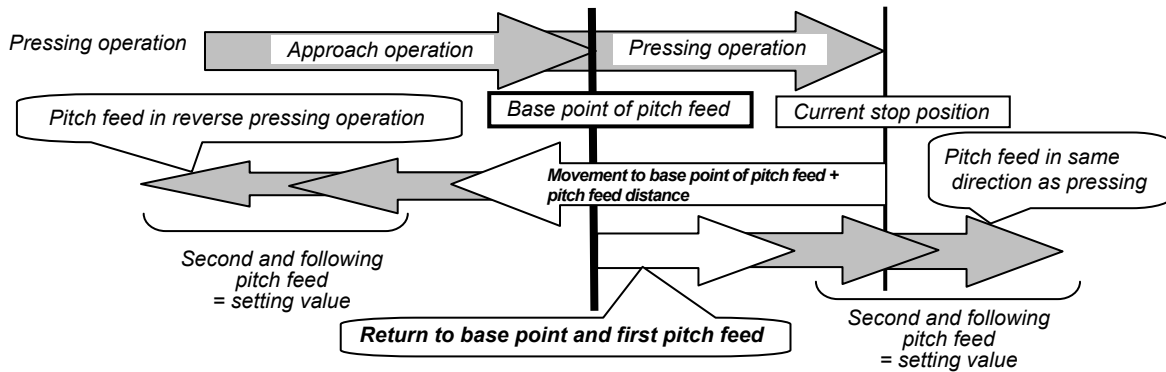 Pressing operation
Approach operation
Pressing operation
Base point of pitch feed
Current stop position
Pitch feed in reverse pressing operation
Movement to base point of pitch feed +
pitch feed distance
Pitch feed in same
direction as pressing
Second and following
pitch feed
= setting value
Return to base point and first pitch feed
Second and following
pitch feed
= setting value